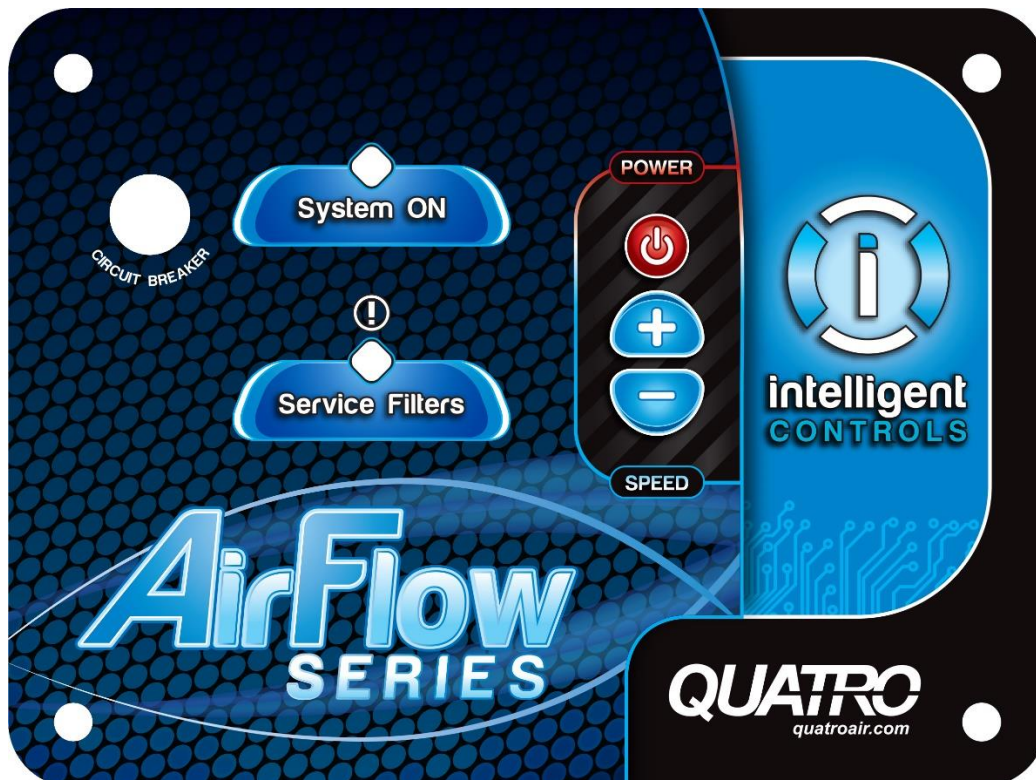 POWER
System ON
CIRCUIT BREAKER
!
Service Filters
+
−
SPEED
i
intelligent
CONTROLS
AirFlow
SERIES
QUATRO
quatroair.com